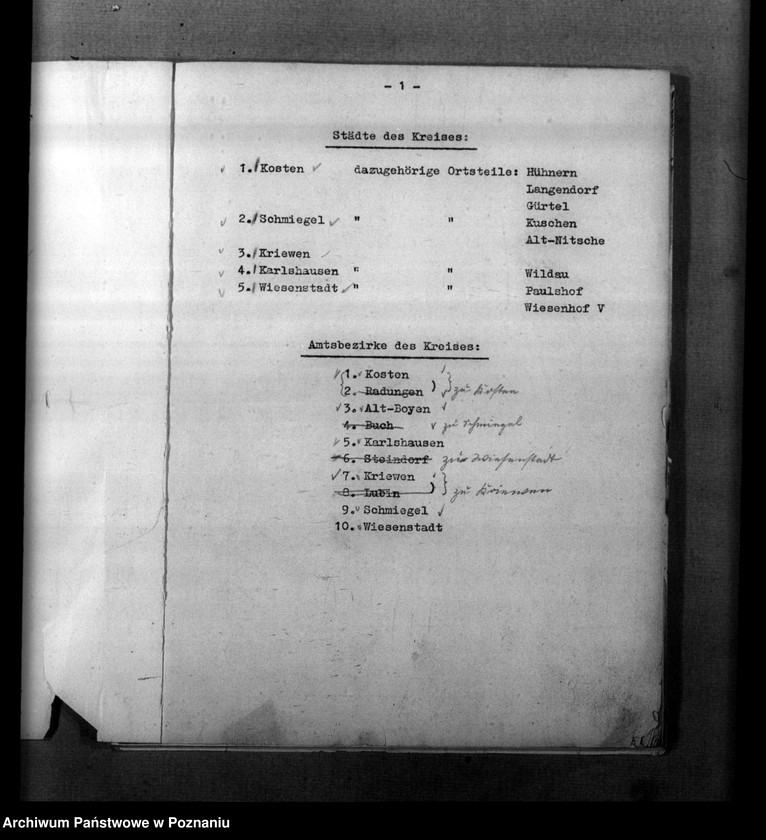 - 1 -
Städte des Kreises:
1./Kosten dazugehörige Ortsteile: Hühnern
Langendorf
Gürtel
2./Schmiegel " " Kuschen
Alt-Nitsche
3./Kriewen
4./Karlshausen " " Wildau
5./Wiesenstadt " " Paulshof
Wiesenhof V
Amtsbezirke des Kreises:
1. Kosten
2. Radungen zu Kosten
3. Alt-Boyen
4. Buch zu Schmiegel
5. Karlshausen
6. Steindorf zu Wiesenstadt
7. Kriewen
8. Lubin zu Kriewen
9. Schmiegel
10. Wiesenstadt
Archiwum Państwowe w Poznaniu